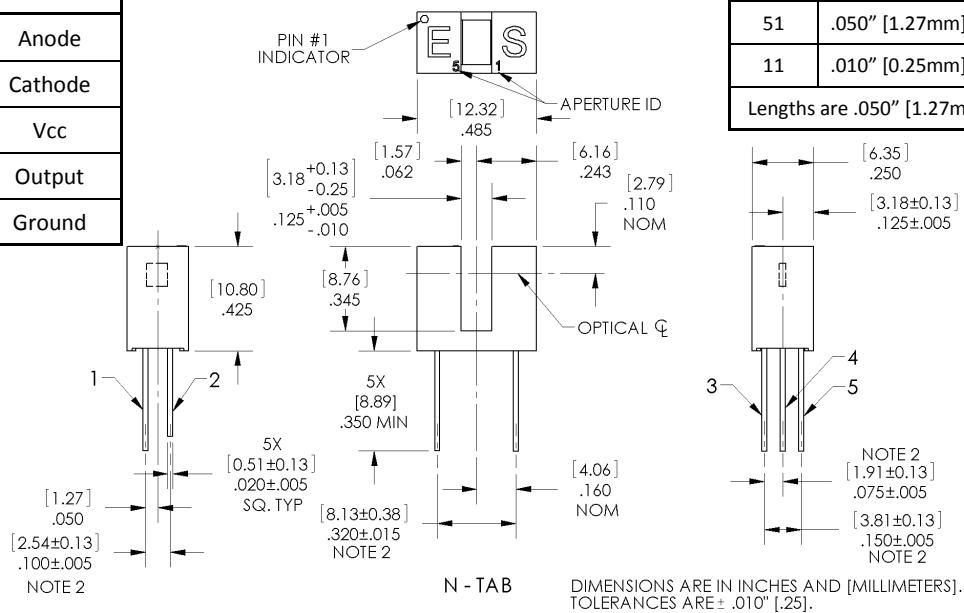 Anode
Cathode
Vcc
Output
Ground
PIN #1
INDICATOR
E S
5 1
APERTURE ID
51 .050” [1.27mm]
11 .010” [0.25mm]
Lengths are .050” [1.27m
[12.32]
.485
[1.57]
.062
[6.16]
.243
[3.18 +0.13 -0.25]
.125 +.005 -.010
[2.79]
.110
NOM
[6.35]
.250
[3.18±0.13]
.125±.005
[10.80]
.425
[8.76]
.345
OPTICAL ℄
1
2
5X
[8.89]
.350 MIN
3
4
5
5X
[0.51±0.13]
.020±.005
SQ. TYP
[1.27]
.050
[2.54±0.13]
.100±.005
NOTE 2
[8.13±0.38]
.320±.015
NOTE 2
[4.06]
.160
NOM
NOTE 2
[1.91±0.13]
.075±.005
[3.81±0.13]
.150±.005
NOTE 2
N - TAB
DIMENSIONS ARE IN INCHES AND [MILLIMETERS].
TOLERANCES ARE ± .010" [.25].